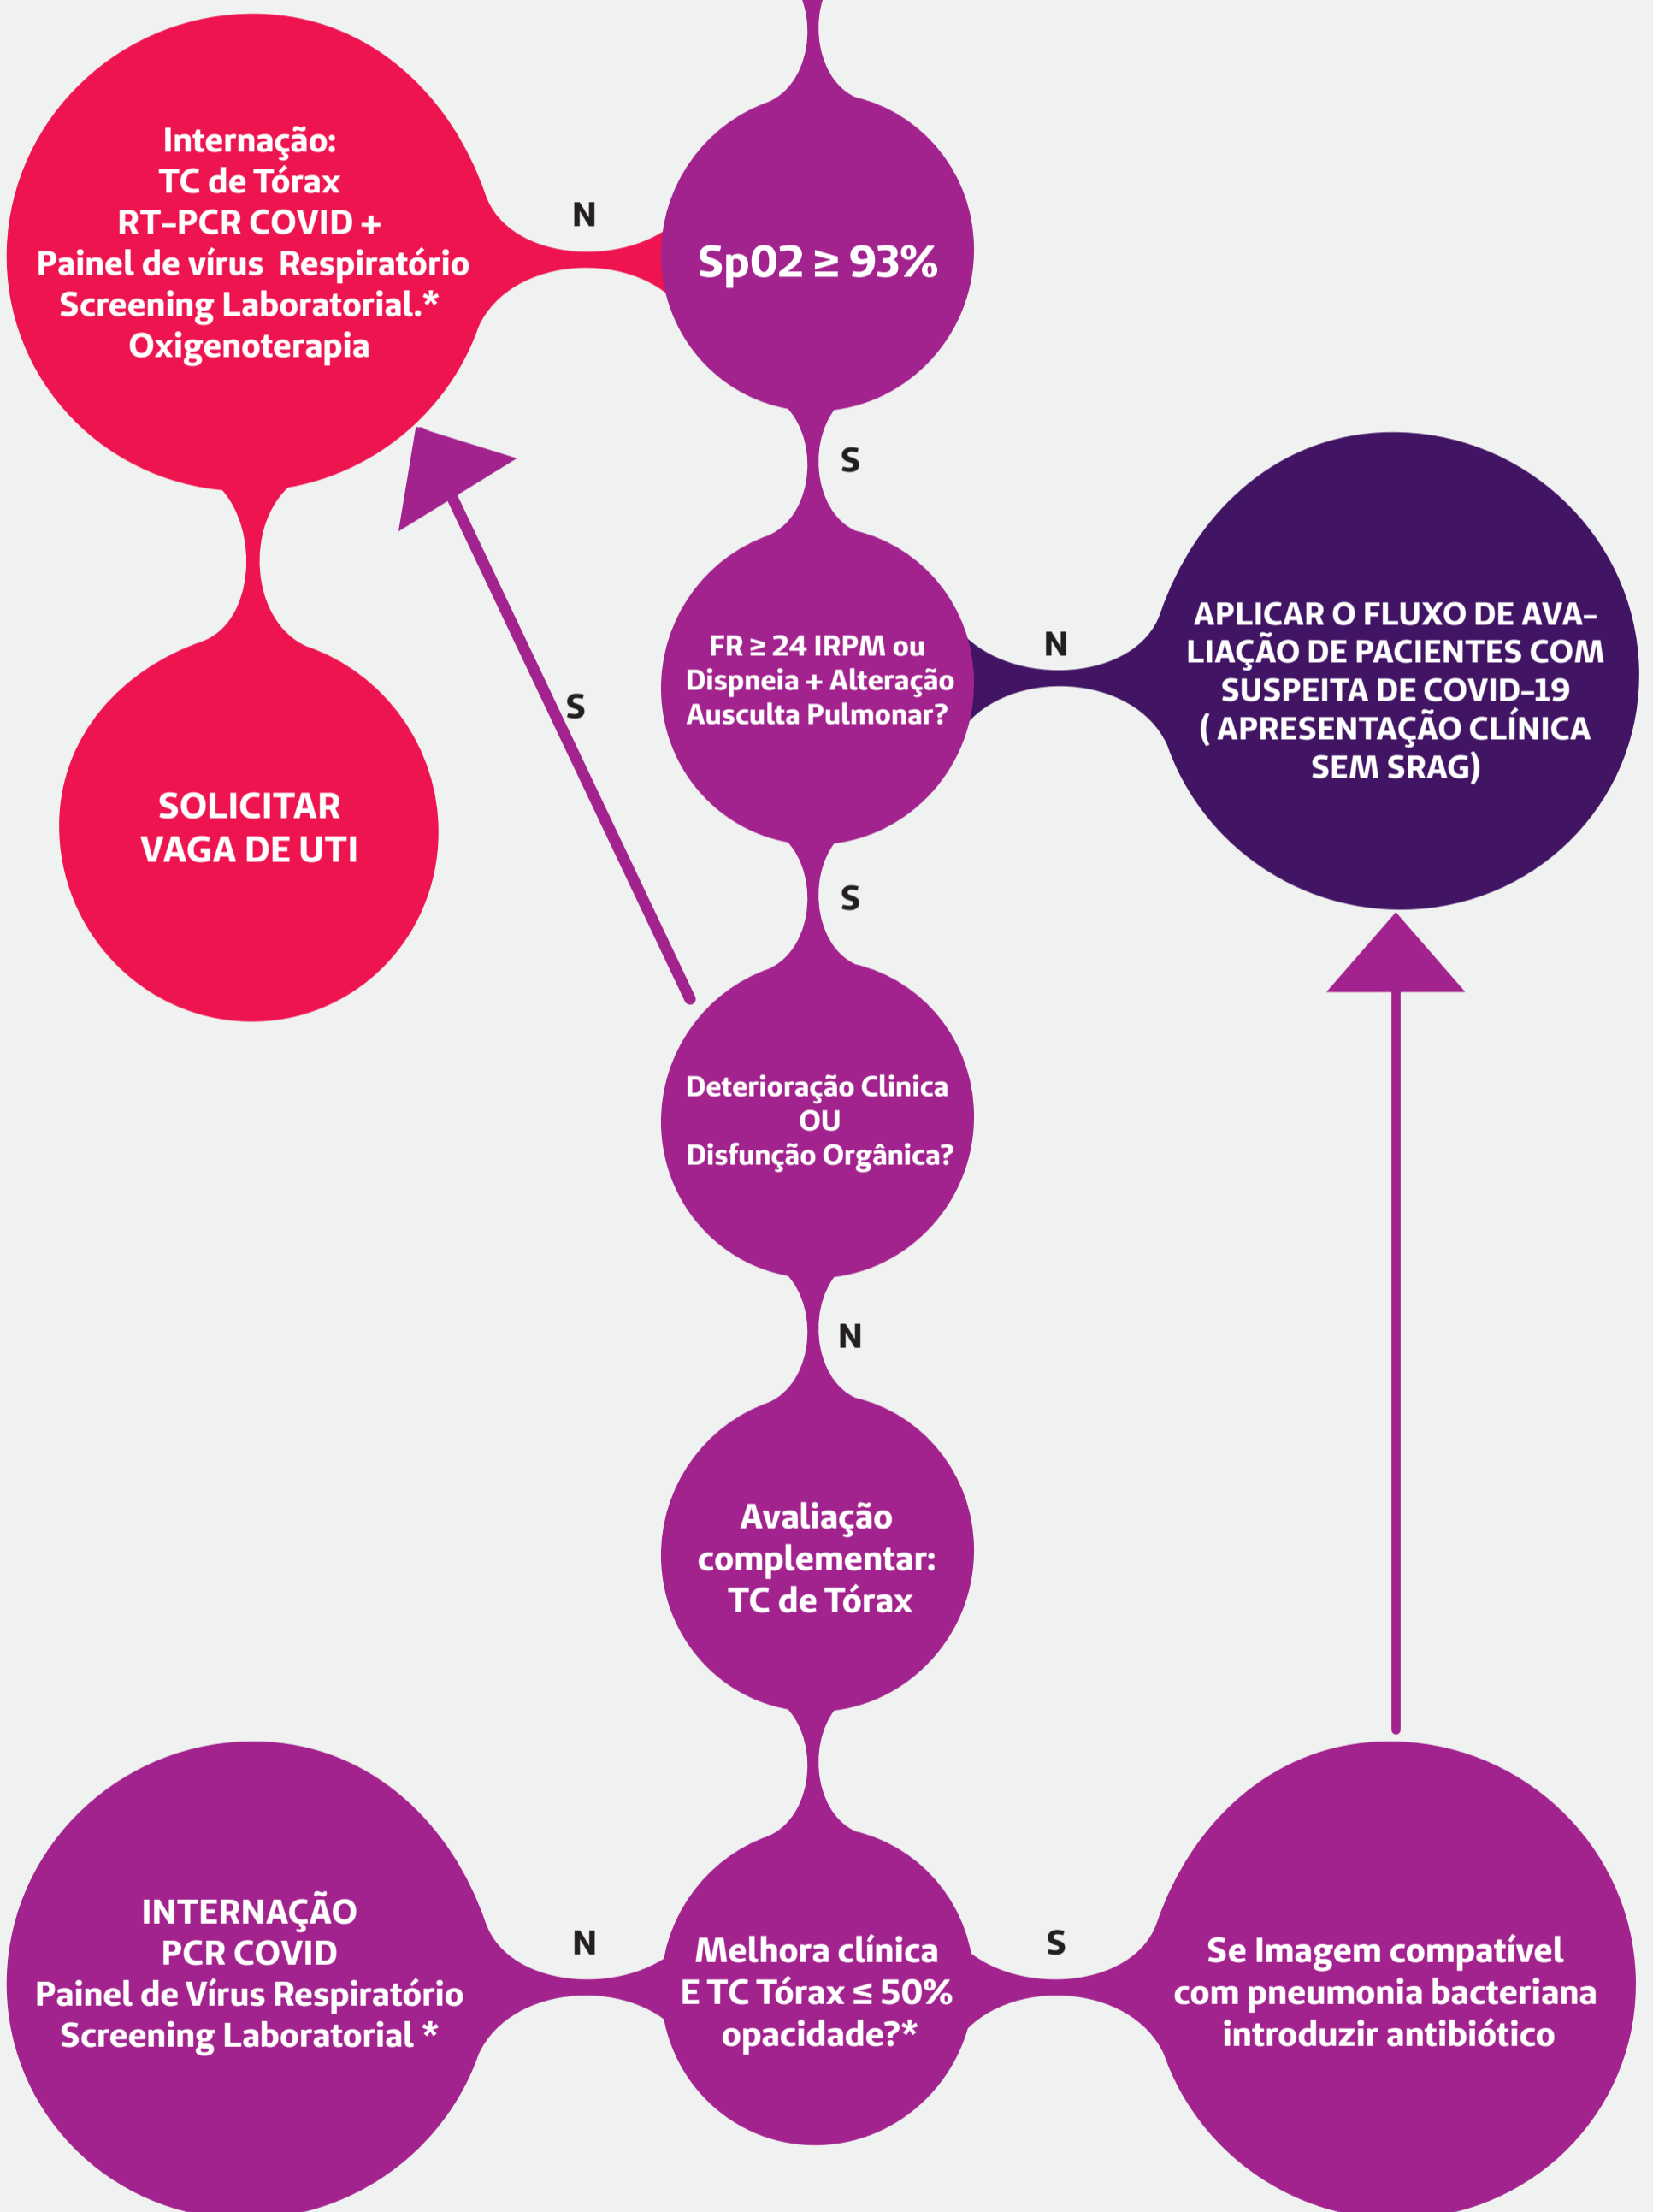 Internação:
TC de Tórax
RT-PCR COVID +
Painel de vírus Respiratório
Screening Laboratorial.*
Oxigenoterapia
N
Sp02 ≥ 93%
S
FR ≥ 24 IRPM ou
Dispneia + Alteração
Ausculta Pulmonar?
N
APLICAR O FLUXO DE AVA-
LIAÇÃO DE PACIENTES COM
SUSPEITA DE COVID-19
( APRESENTAÇÃO CLÍNICA
SEM SRAG)
S
SOLICITAR
VAGA DE UTI
S
Deterioração Clinica
OU
Disfunção Orgânica?
N
Avaliação
complementar:
TC de Tórax
INTERNAÇÃO
PCR COVID
Painel de Vírus Respiratório
Screening Laboratorial *
N
Melhora clínica
E TC Tórax ≤ 50%
opacidade?*
S
Se Imagem compatível
com pneumonia bacteriana
introduzir antibiótico